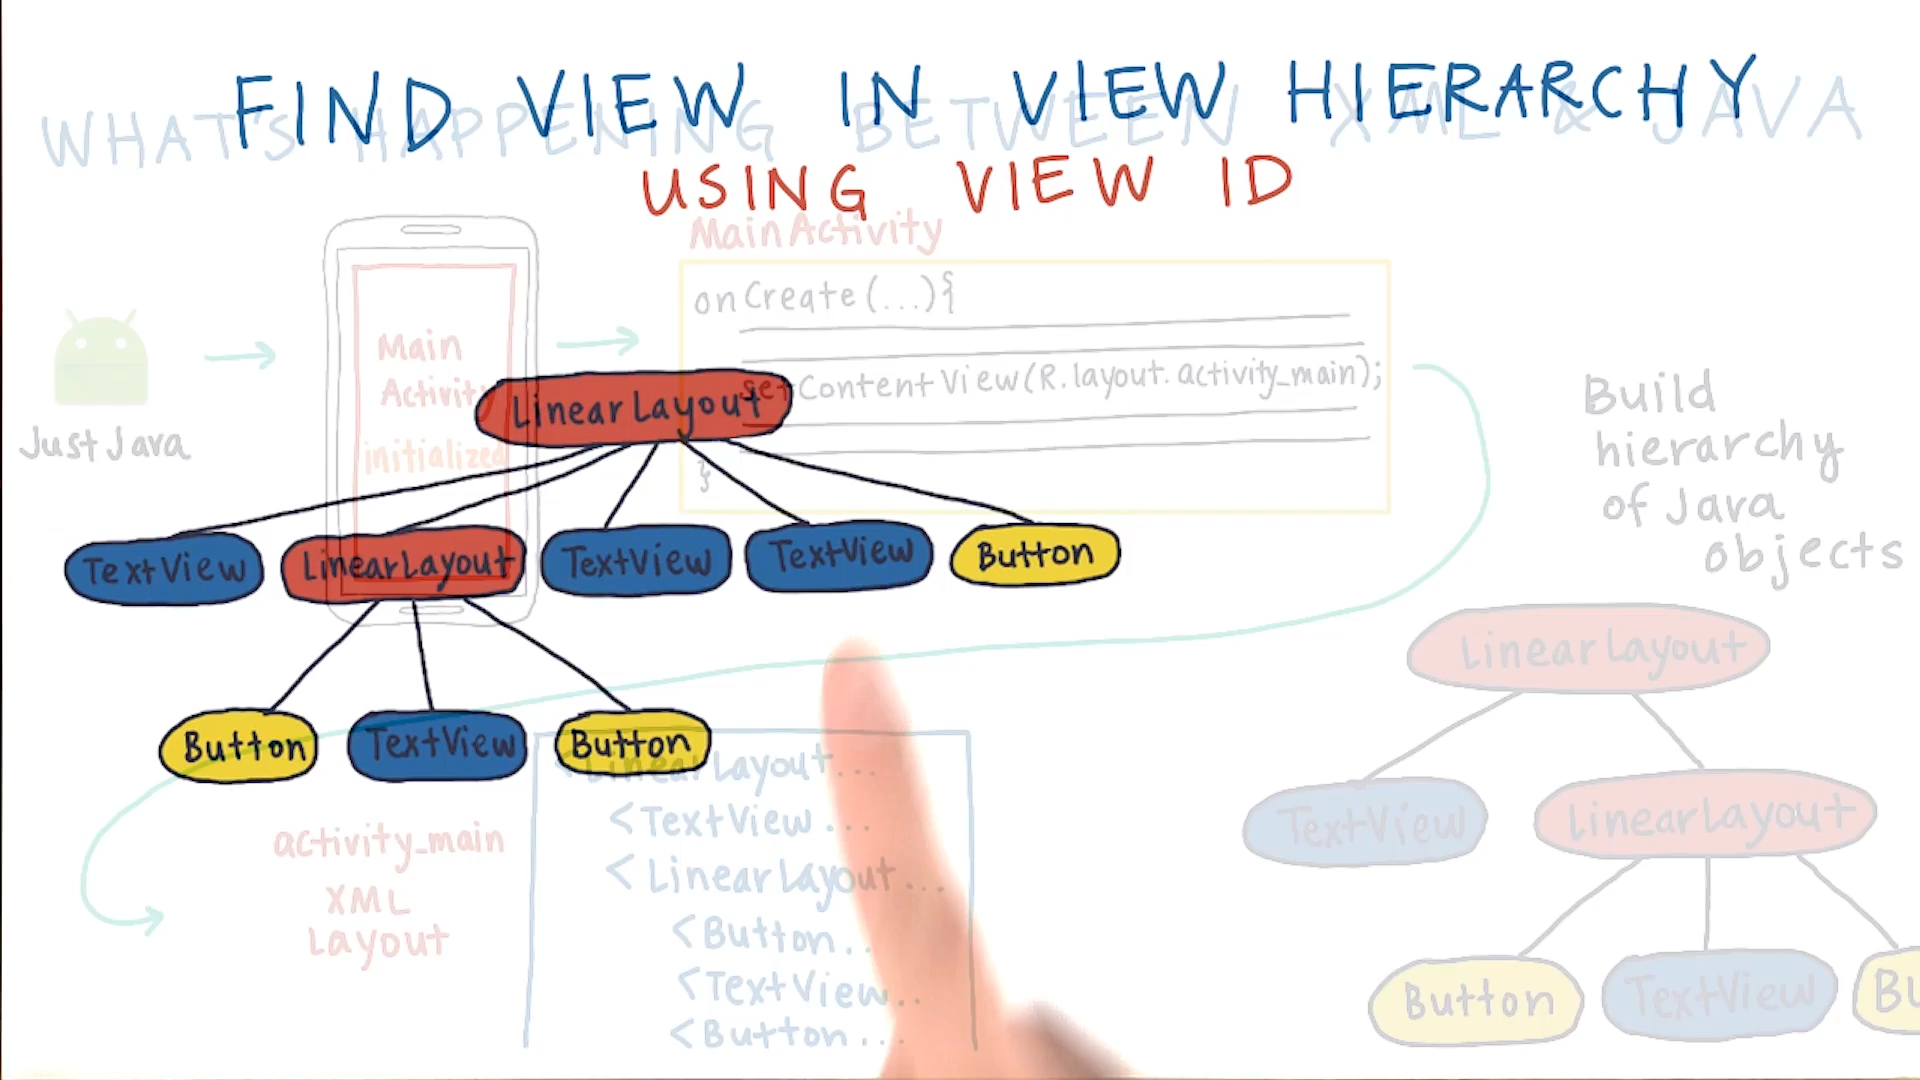 FIND VIEW IN VIEW HIERARCHY
WHAT'S HAPPENING BETWEEN XML & JAVA
USING VIEW ID
MainActivity
onCreate(...){
setContentView(R.layout.activity_main);
}
JustJava
Main
Activity
initialized
Build
hierarchy
of Java
objects
LinearLayout
TextView LinearLayout TextView TextView Button
Button TextView Button
activity_main
XML
Layout
<LinearLayout...
<TextView...
<LinearLayout...
<Button...
<TextView...
<Button...
LinearLayout
TextView LinearLayout
Button TextView Bu